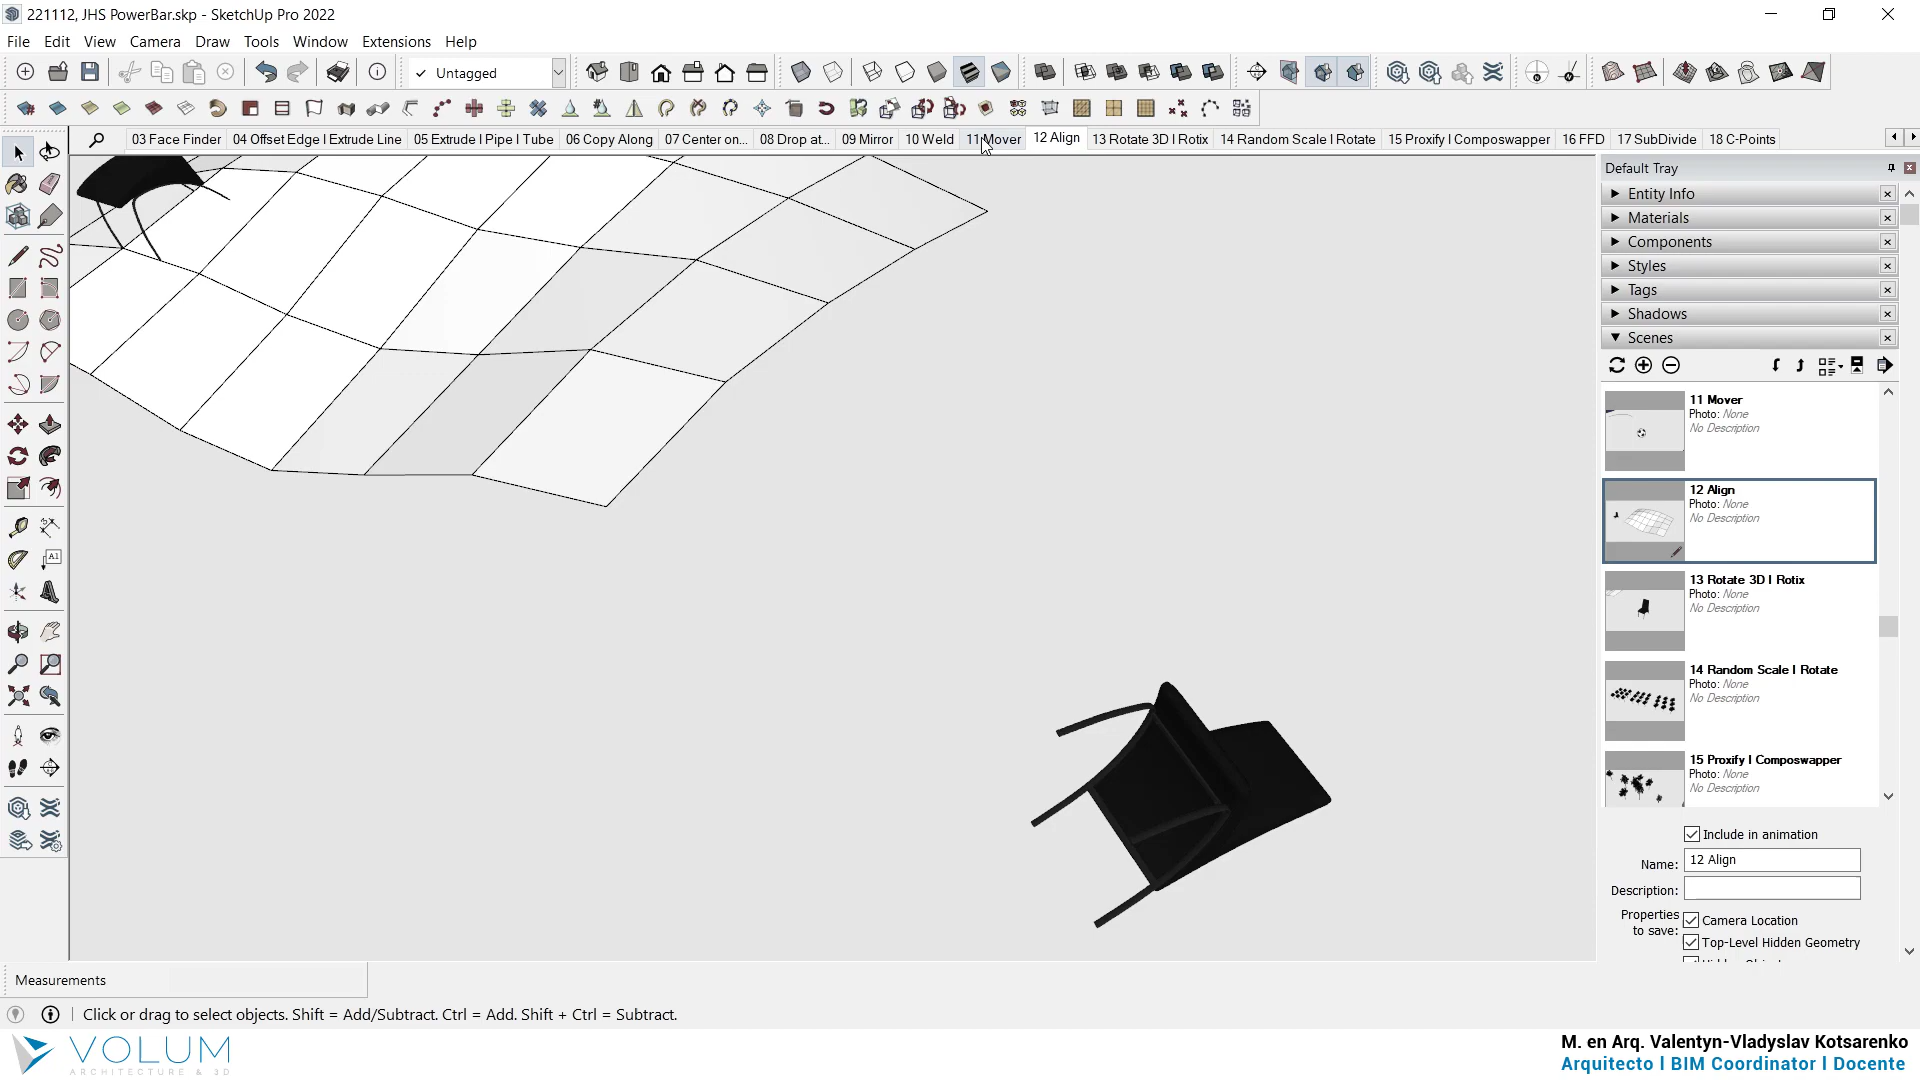 221112, JHS PowerBar.skp - SketchUp Pro 2022
File Edit View Camera Draw Tools Window Extensions Help
✓ Untagged
03 Face Finder 04 Offset Edge I Extrude Line 05 Extrude I Pipe I Tube 06 Copy Along 07 Center on... 08 Drop at... 09 Mirror 10 Weld 11 Mover 12 Align 13 Rotate 3D I Rotix 14 Random Scale I Rotate 15 Proxify I Composwapper 16 FFD 17 SubDivide 18 C-Points
Default Tray
Entity Info
Materials
Components
Styles
Tags
Shadows
Scenes
11 Mover
Photo: None
No Description
12 Align
Photo: None
No Description
13 Rotate 3D I Rotix
Photo: None
No Description
14 Random Scale I Rotate
Photo: None
No Description
15 Proxify I Composwapper
Photo: None
No Description
Include in animation
Name: 12 Align
Description:
Properties to save:
Camera Location
Top-Level Hidden Geometry
Measurements
Click or drag to select objects. Shift = Add/Subtract. Ctrl = Add. Shift + Ctrl = Subtract.
VOLUM
ARCHITECTURE & 3D
M. en Arq. Valentyn-Vladyslav Kotsarenko
Arquitecto l BIM Coordinator l Docente